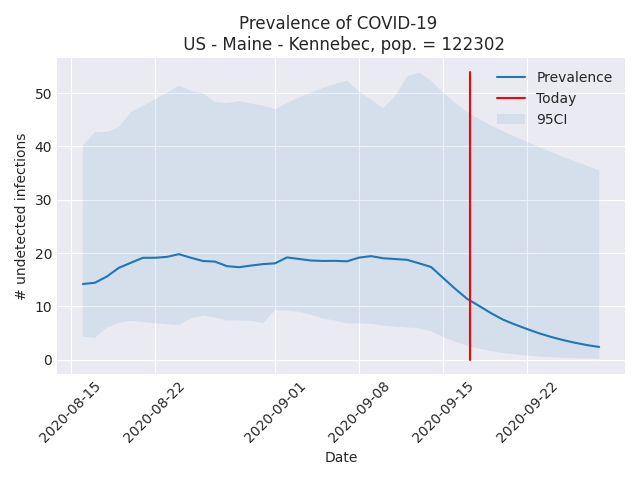 Prevalence of COVID-19
US - Maine - Kennebec, pop. = 122302
# undetected infections
50
40
30
20
10
0
Prevalence
Today
95CI
2020-08-15
2020-08-22
2020-09-01
2020-09-08
2020-09-15
2020-09-22
Date